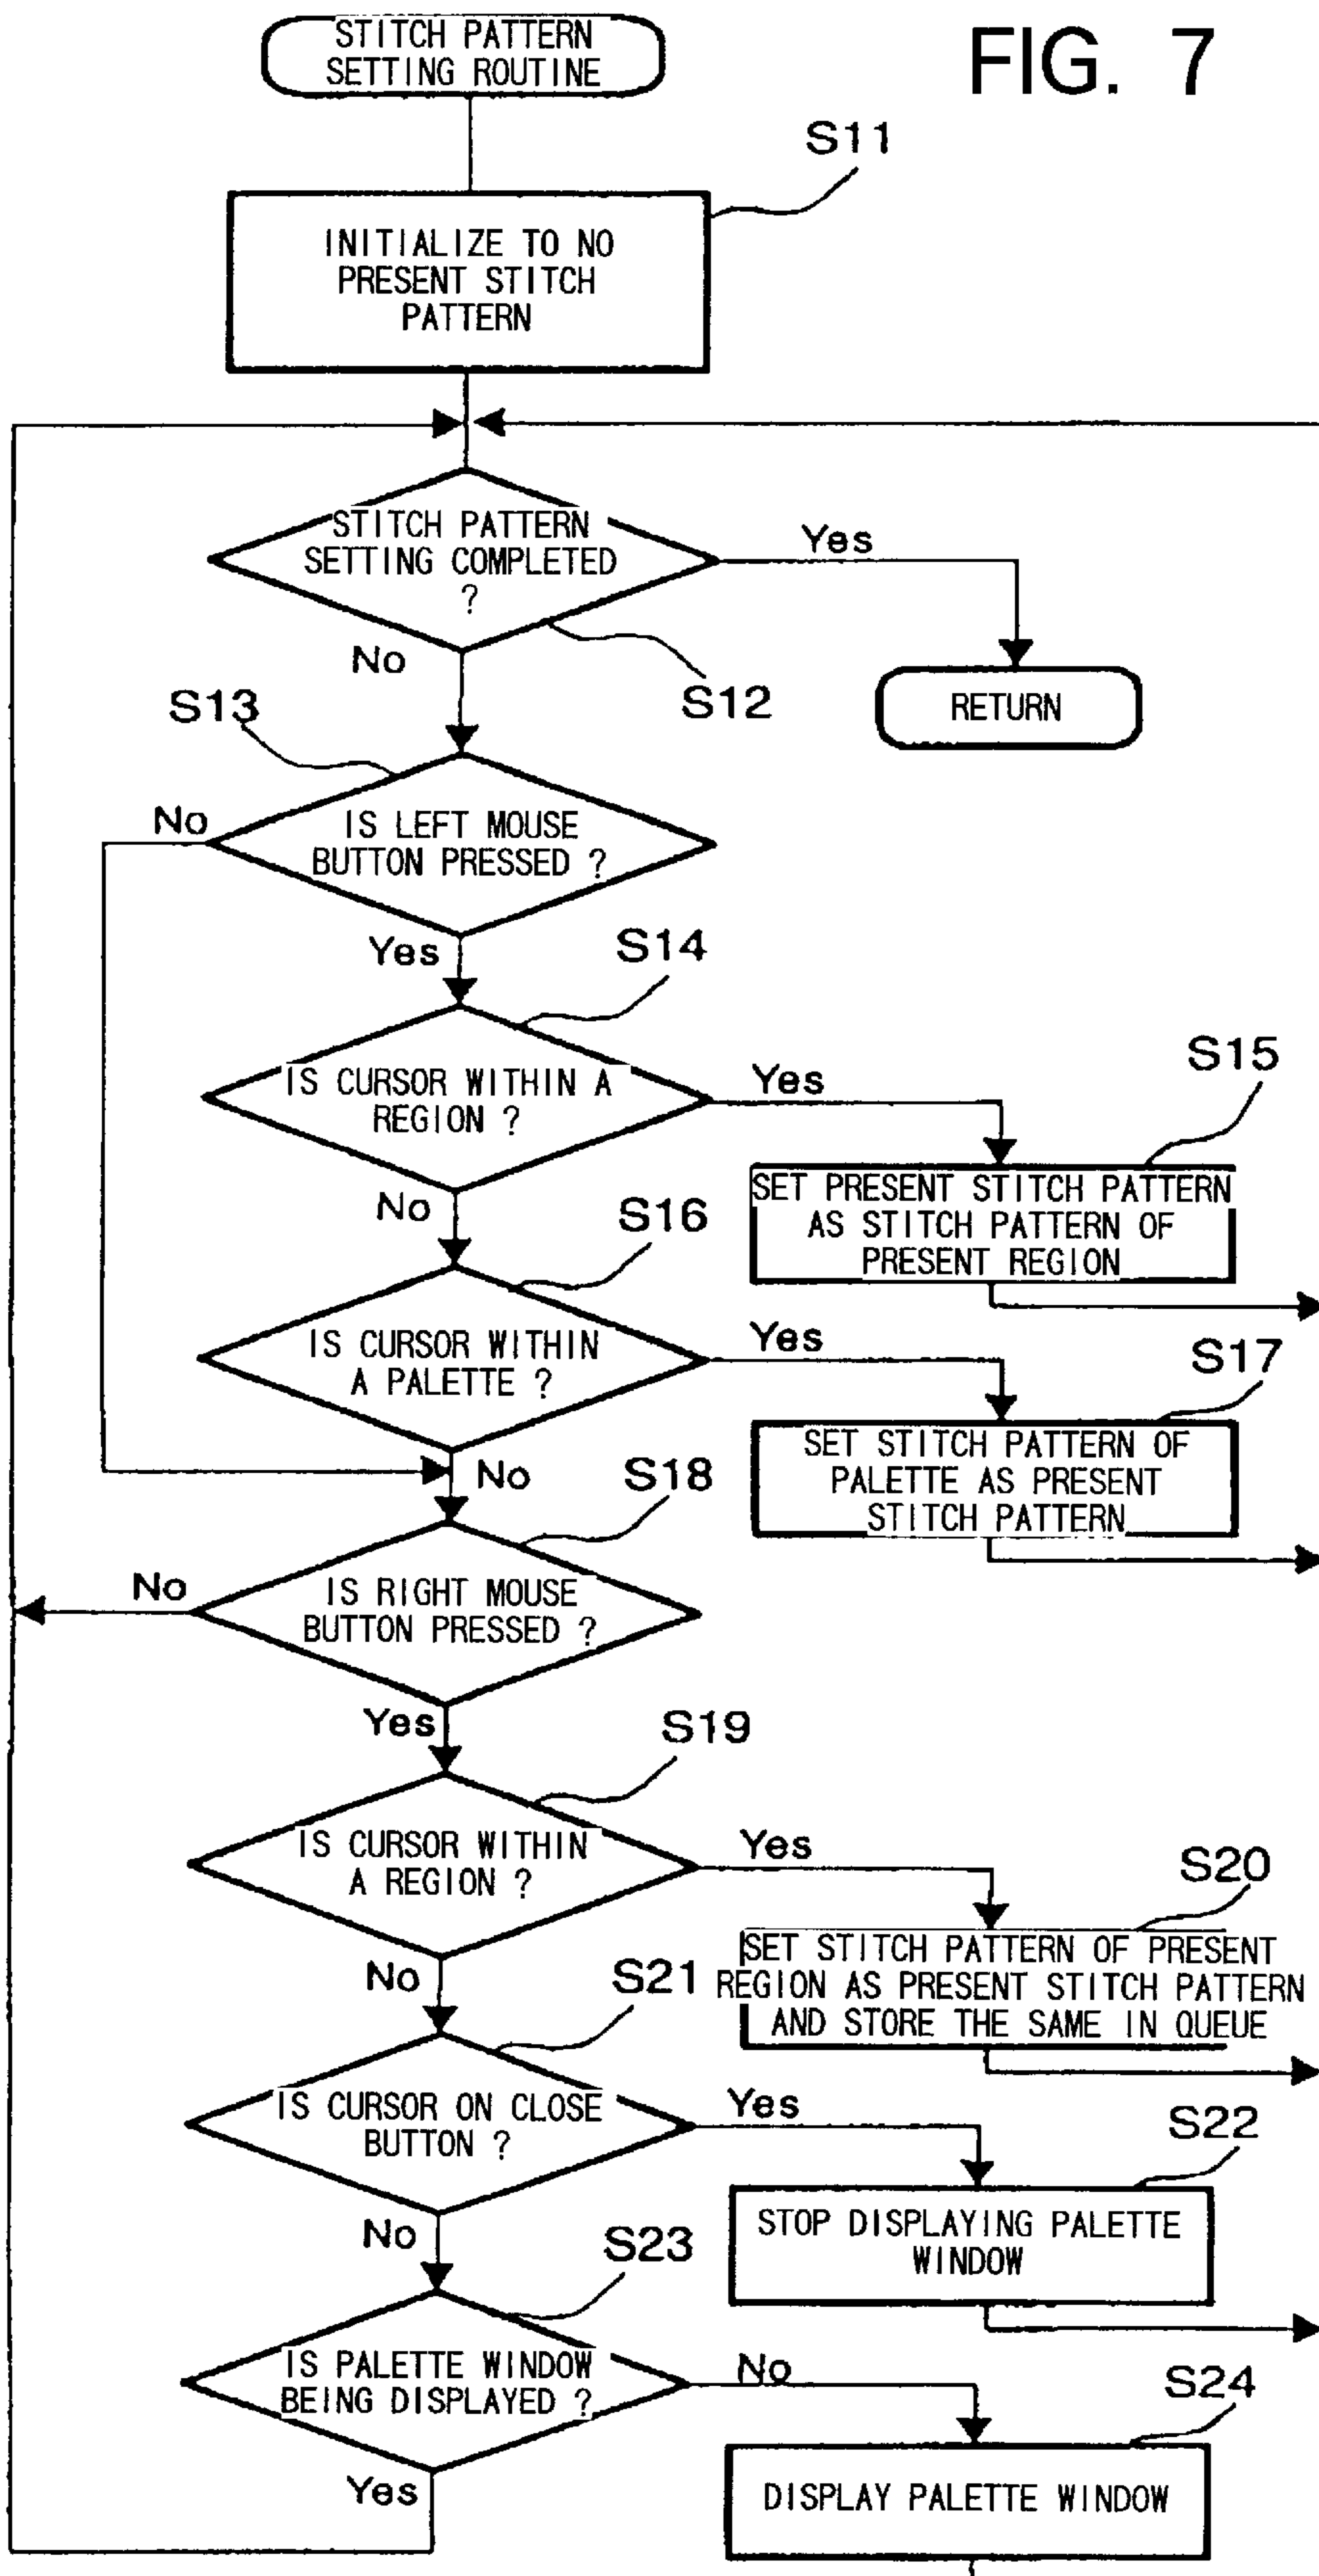 STITCH PATTERN
SETTING ROUTINE
FIG. 7
S11
INITIALIZE TO NO
PRESENT STITCH
PATTERN
STITCH PATTERN
SETTING COMPLETED
?
Yes
No
S12
RETURN
S13
No
IS LEFT MOUSE
BUTTON PRESSED ?
Yes
S14
IS CURSOR WITHIN A
REGION ?
Yes
S15
SET PRESENT STITCH PATTERN
AS STITCH PATTERN OF
PRESENT REGION
No
S16
IS CURSOR WITHIN
A PALETTE ?
Yes
S17
SET STITCH PATTERN OF
PALETTE AS PRESENT
STITCH PATTERN
No
S18
No
IS RIGHT MOUSE
BUTTON PRESSED ?
Yes
S19
IS CURSOR WITHIN
A REGION ?
Yes
S20
SET STITCH PATTERN OF PRESENT
REGION AS PRESENT STITCH PATTERN
AND STORE THE SAME IN QUEUE
No
S21
IS CURSOR ON CLOSE
BUTTON ?
Yes
S22
STOP DISPLAYING PALETTE
WINDOW
No
S23
IS PALETTE WINDOW
BEING DISPLAYED ?
No
S24
DISPLAY PALETTE WINDOW
Yes